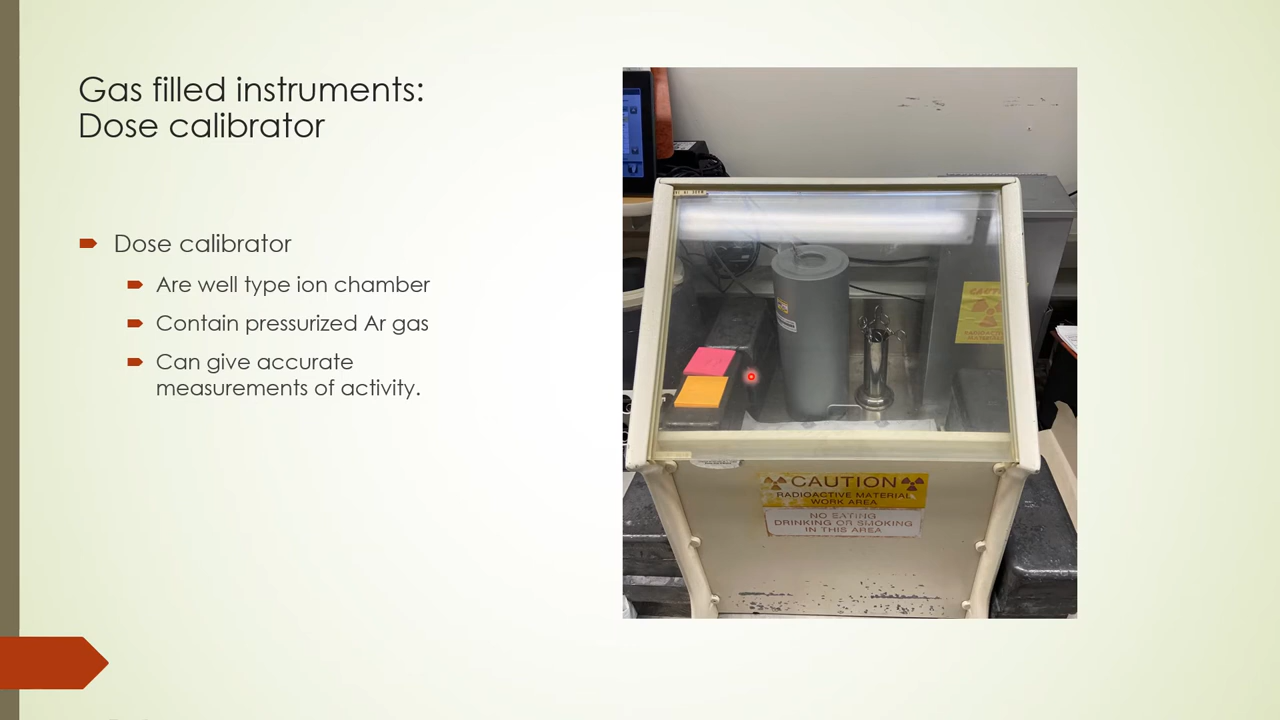 Gas filled instruments:
Dose calibrator
Dose calibrator
Are well type ion chamber
Contain pressurized Ar gas
Can give accurate
measurements of activity.
CAUTION
CAUTION
RADIOACTIVE MATERIAL
WORK AREA
NO EATING
DRINKING OR SMOKING
IN THIS AREA